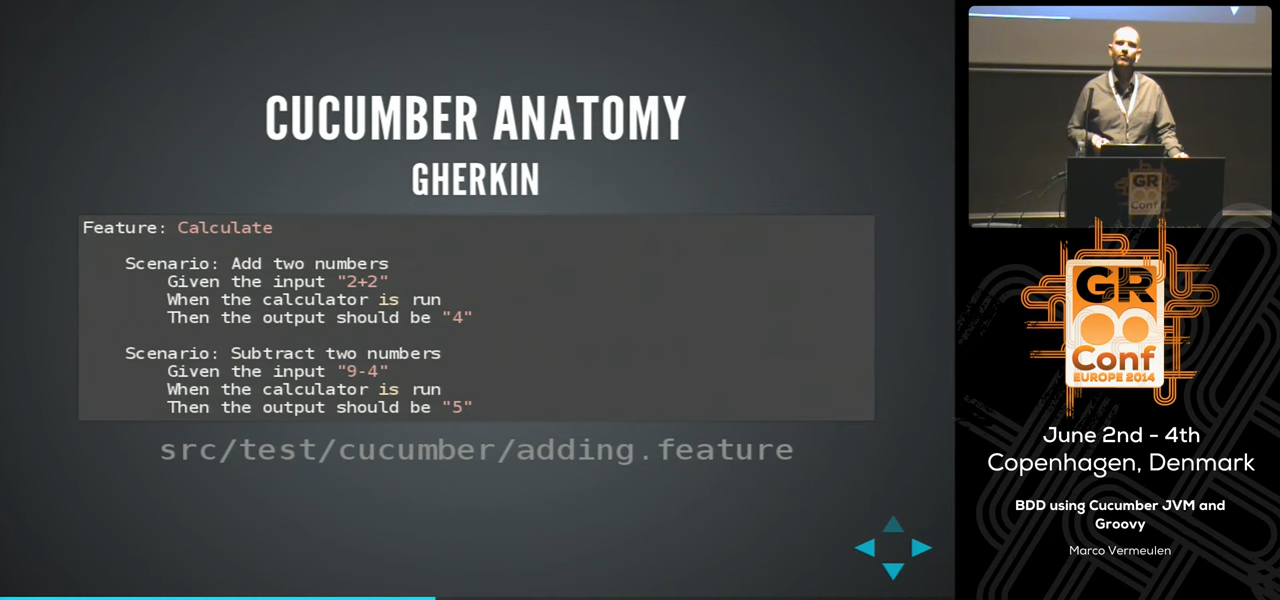 CUCUMBER ANATOMY
GHERKIN
Feature: Calculate
Scenario: Add two numbers
Given the input "2+2"
When the calculator is run
Then the output should be "4"
Scenario: Subtract two numbers
Given the input "9-4"
When the calculator is run
Then the output should be "5"
src/test/cucumber/adding.feature
GR
Conf
GR
Conf
EUROPE 2014
June 2nd - 4th
Copenhagen, Denmark
BDD using Cucumber JVM and
Groovy
Marco Vermeulen